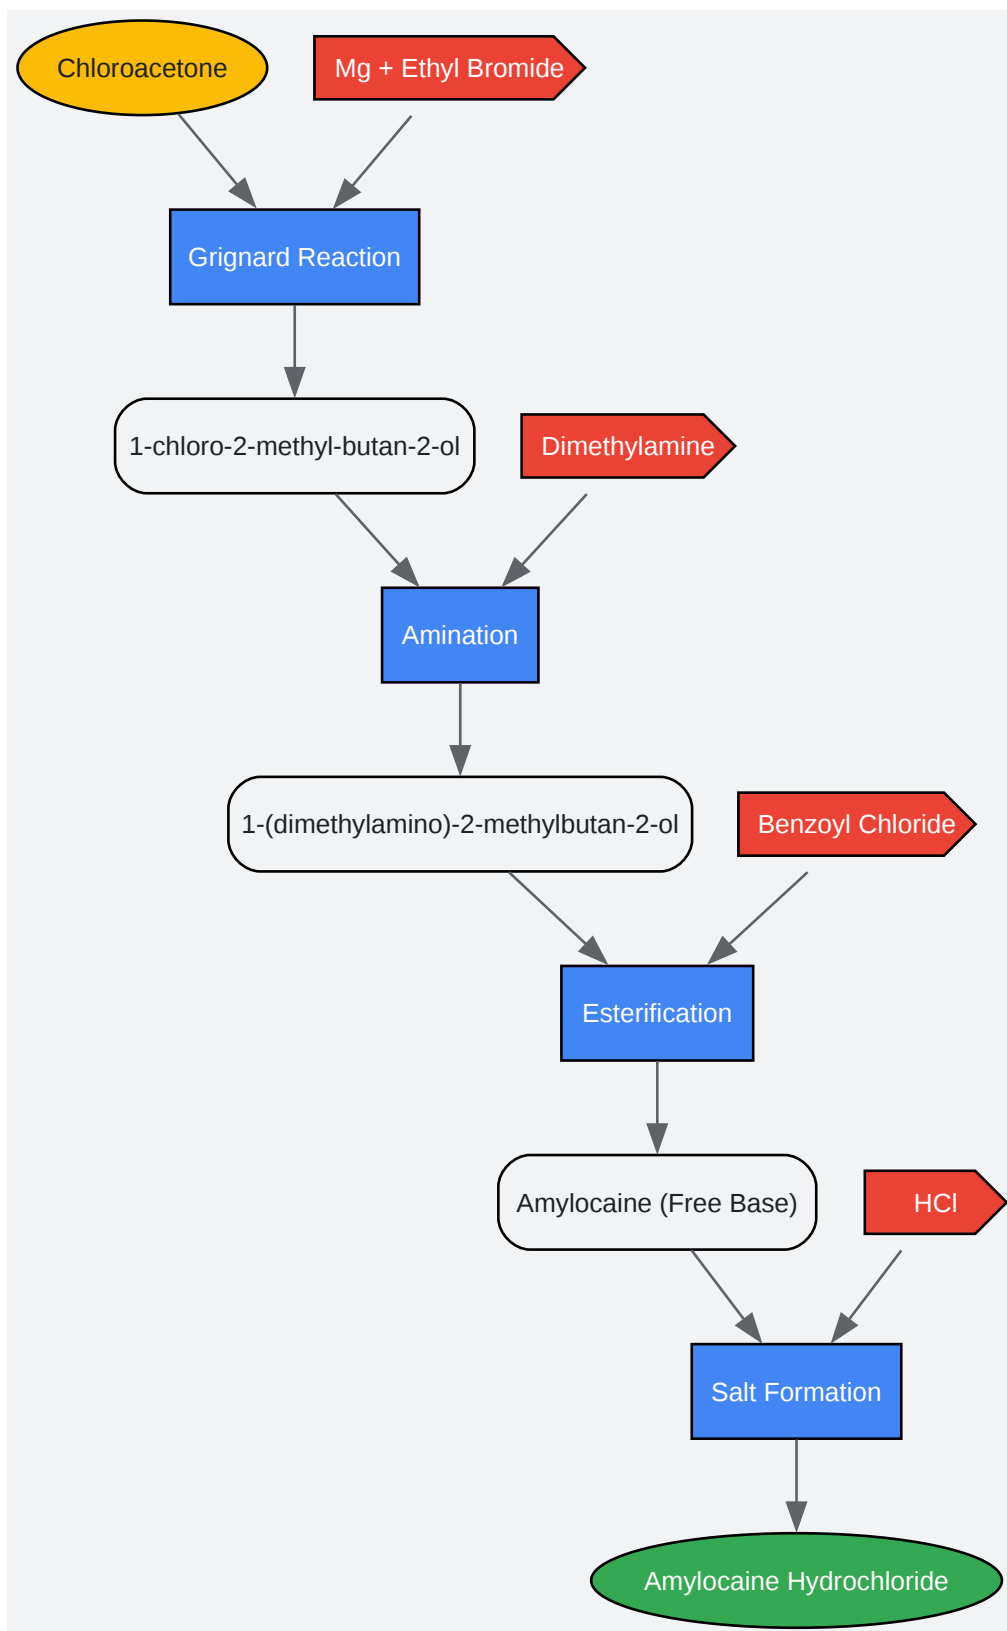 Chloroacetone
Mg + Ethyl Bromide
Grignard Reaction
1-chloro-2-methyl-butan-2-ol
Dimethylamine
Amination
1-(dimethylamino)-2-methylbutan-2-ol
Benzoyl Chloride
Esterification
Amylocaine (Free Base)
HCl
Salt Formation
Amylocaine Hydrochloride